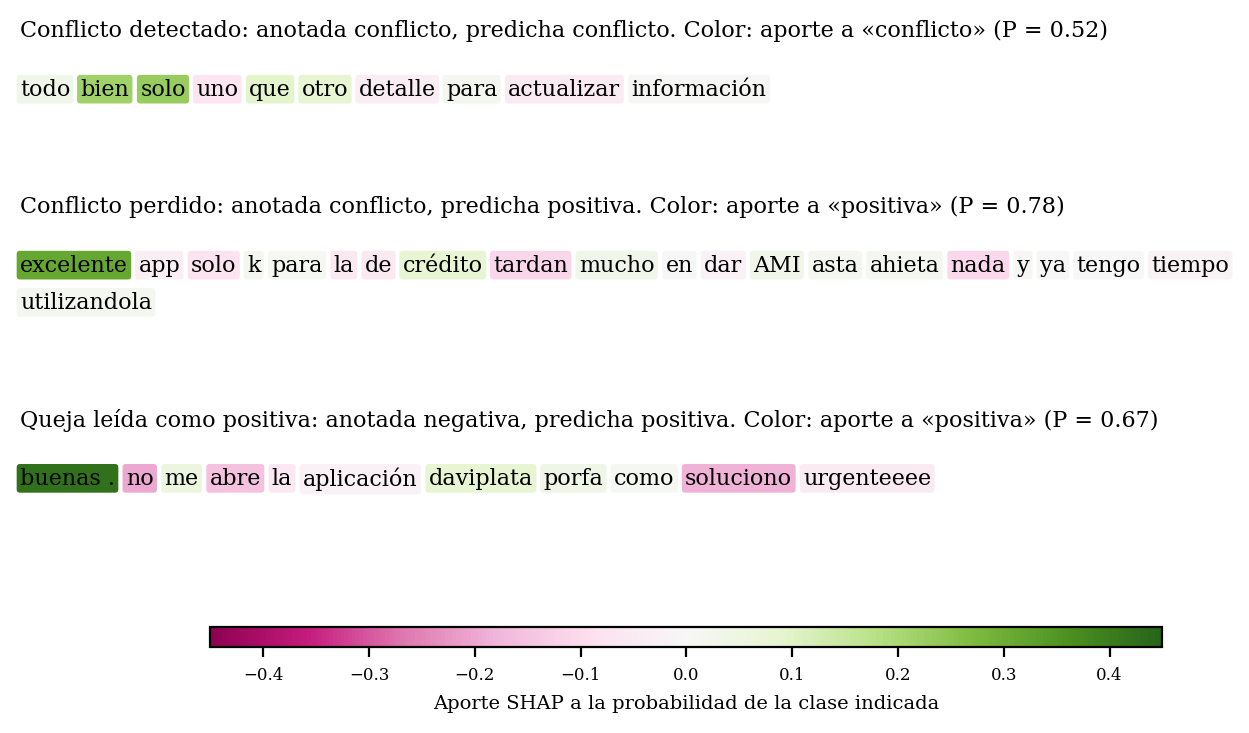 Conflicto detectado: anotada conflicto, predicha conflicto. Color: aporte a «conflicto» (P = 0.52)
todo bien solo uno que otro detalle para actualizar información
Conflicto perdido: anotada conflicto, predicha positiva. Color: aporte a «positiva» (P = 0.78)
excelente app solo k para la de crédito tardan mucho en dar AMI asta ahieta nada y ya tengo tiempo
utilizandola
Queja leída como positiva: anotada negativa, predicha positiva. Color: aporte a «positiva» (P = 0.67)
buenas . no me abre la aplicación daviplata porfa como soluciono urgenteeee
−0.4 −0.3 −0.2 −0.1 0.0 0.1 0.2 0.3 0.4
Aporte SHAP a la probabilidad de la clase indicada